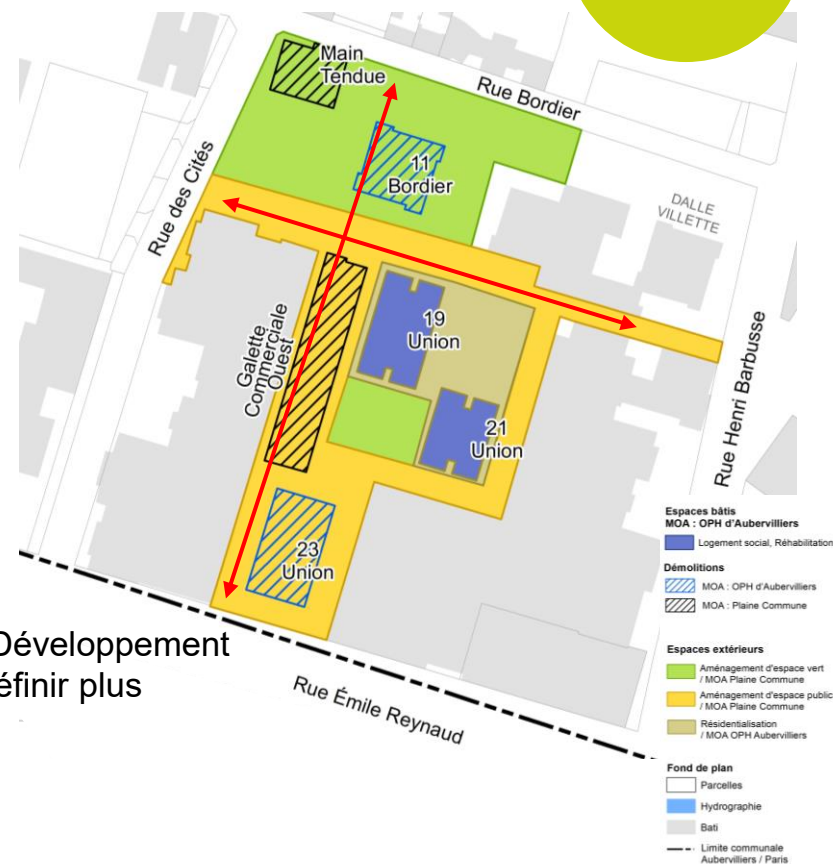 Main
Tendue
Rue Bordier
11
Bordier
Rue des Cités
DALLE
VILLETTE
Galette
Commerciale
Ouest
19
Union
21
Union
Rue Henri Barbusse
23
Union
Développement
éfinir plus
Rue Émile Reynaud
Espaces bâtis
MOA : OPH d'Aubervilliers
Logement social, Réhabilitation
Démolitions
MOA : OPH d'Aubervilliers
MOA : Plaine Commune
Espaces extérieurs
Aménagement d'espace vert
/ MOA Plaine Commune
Aménagement d'espace public
/ MOA Plaine Commune
Résidentialisation
/ MOA OPH Aubervilliers
Fond de plan
Parcelles
Hydrographie
Bati
Limite communale
Aubervilliers / Paris